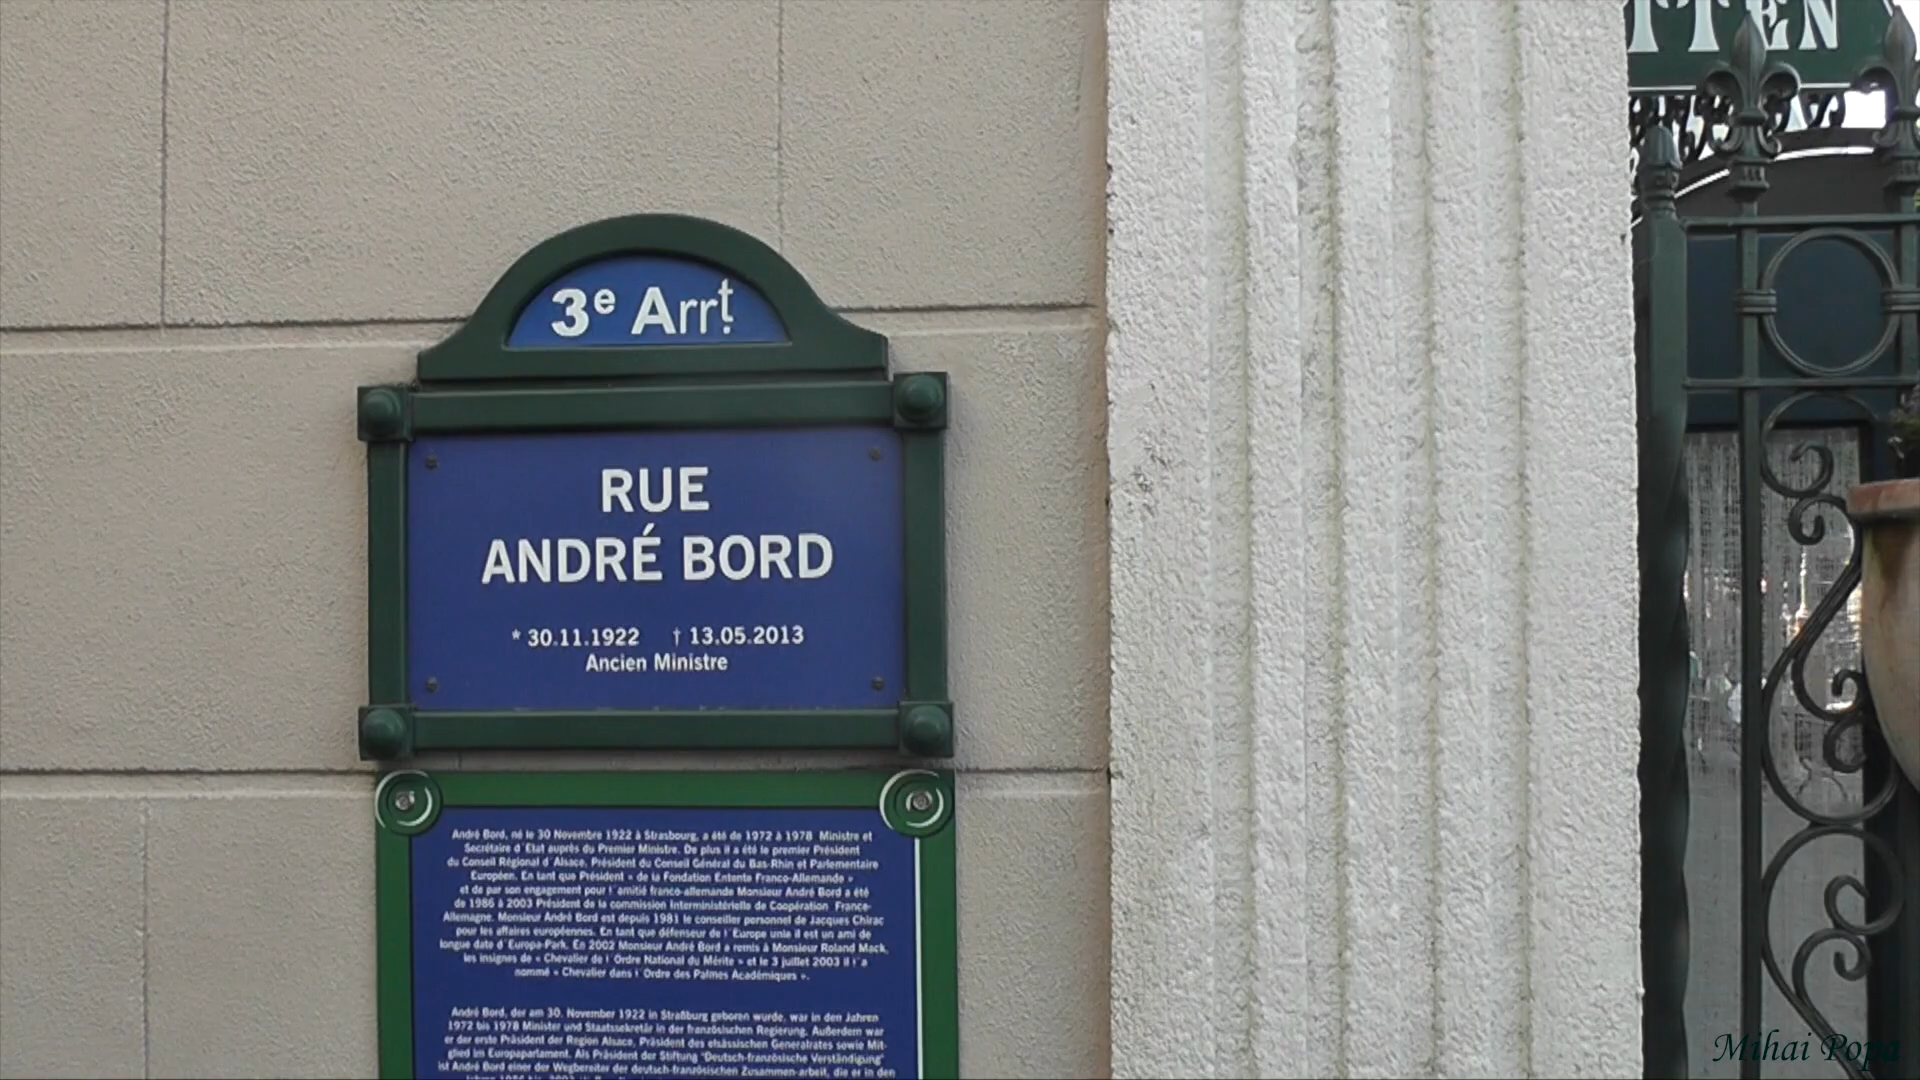 TTEN
3e Arrt.
RUE
ANDRÉ BORD
* 30.11.1922 † 13.05.2013
Ancien Ministre
André Bord, né le 30 Novembre 1922 à Strasbourg, a été de 1972 à 1978 Ministre et
Secrétaire d'Etat auprés du Premier Ministre. De plus il a été le premier Président
du Conseil Régional d'Alsace, Président du Conseil Général du Bas-Rhin et Parlementaire
Européen. En tant que Président « de la Fondation Entente Franco-Allemande »
et de par son engagement pour l'amitié franco-allemande Monsieur André Bord a été
de 1986 à 2003 Président de la commission Interministérielle de Coopération France-
Allemagne. Monsieur André Bord est depuis 1981 le conseiller personnel de Jacques Chirac
pour les affaires européennes. En tant que défenseur de l'Europe unie il est un ami de
longue date d'Europa-Park. En 2002 Monsieur André Bord a remis à Monsieur Roland Mack,
les insignes de « Chevalier de l'Ordre National du Mérite » et le 3 juillet 2003 il l'a
nommé « Chevalier dans l'Ordre des Palmes Académiques ».
André Bord, der am 30. November 1922 in Straßburg geboren wurde, war in den Jahren
1972 bis 1978 Minister und Staatssekretär in der französischen Regierung. Außerdem war
er der erste Präsident der Region Alsace, Präsident des elsässischen Generalrates sowie Mit-
glied im Europaparlament. Als Präsident der Stiftung "Deutsch-französische Verständigung"
ist André Bord einer der Wegbereiter der deutsch-französischen Zusammen-arbeit, die er in den
Mihai Popa